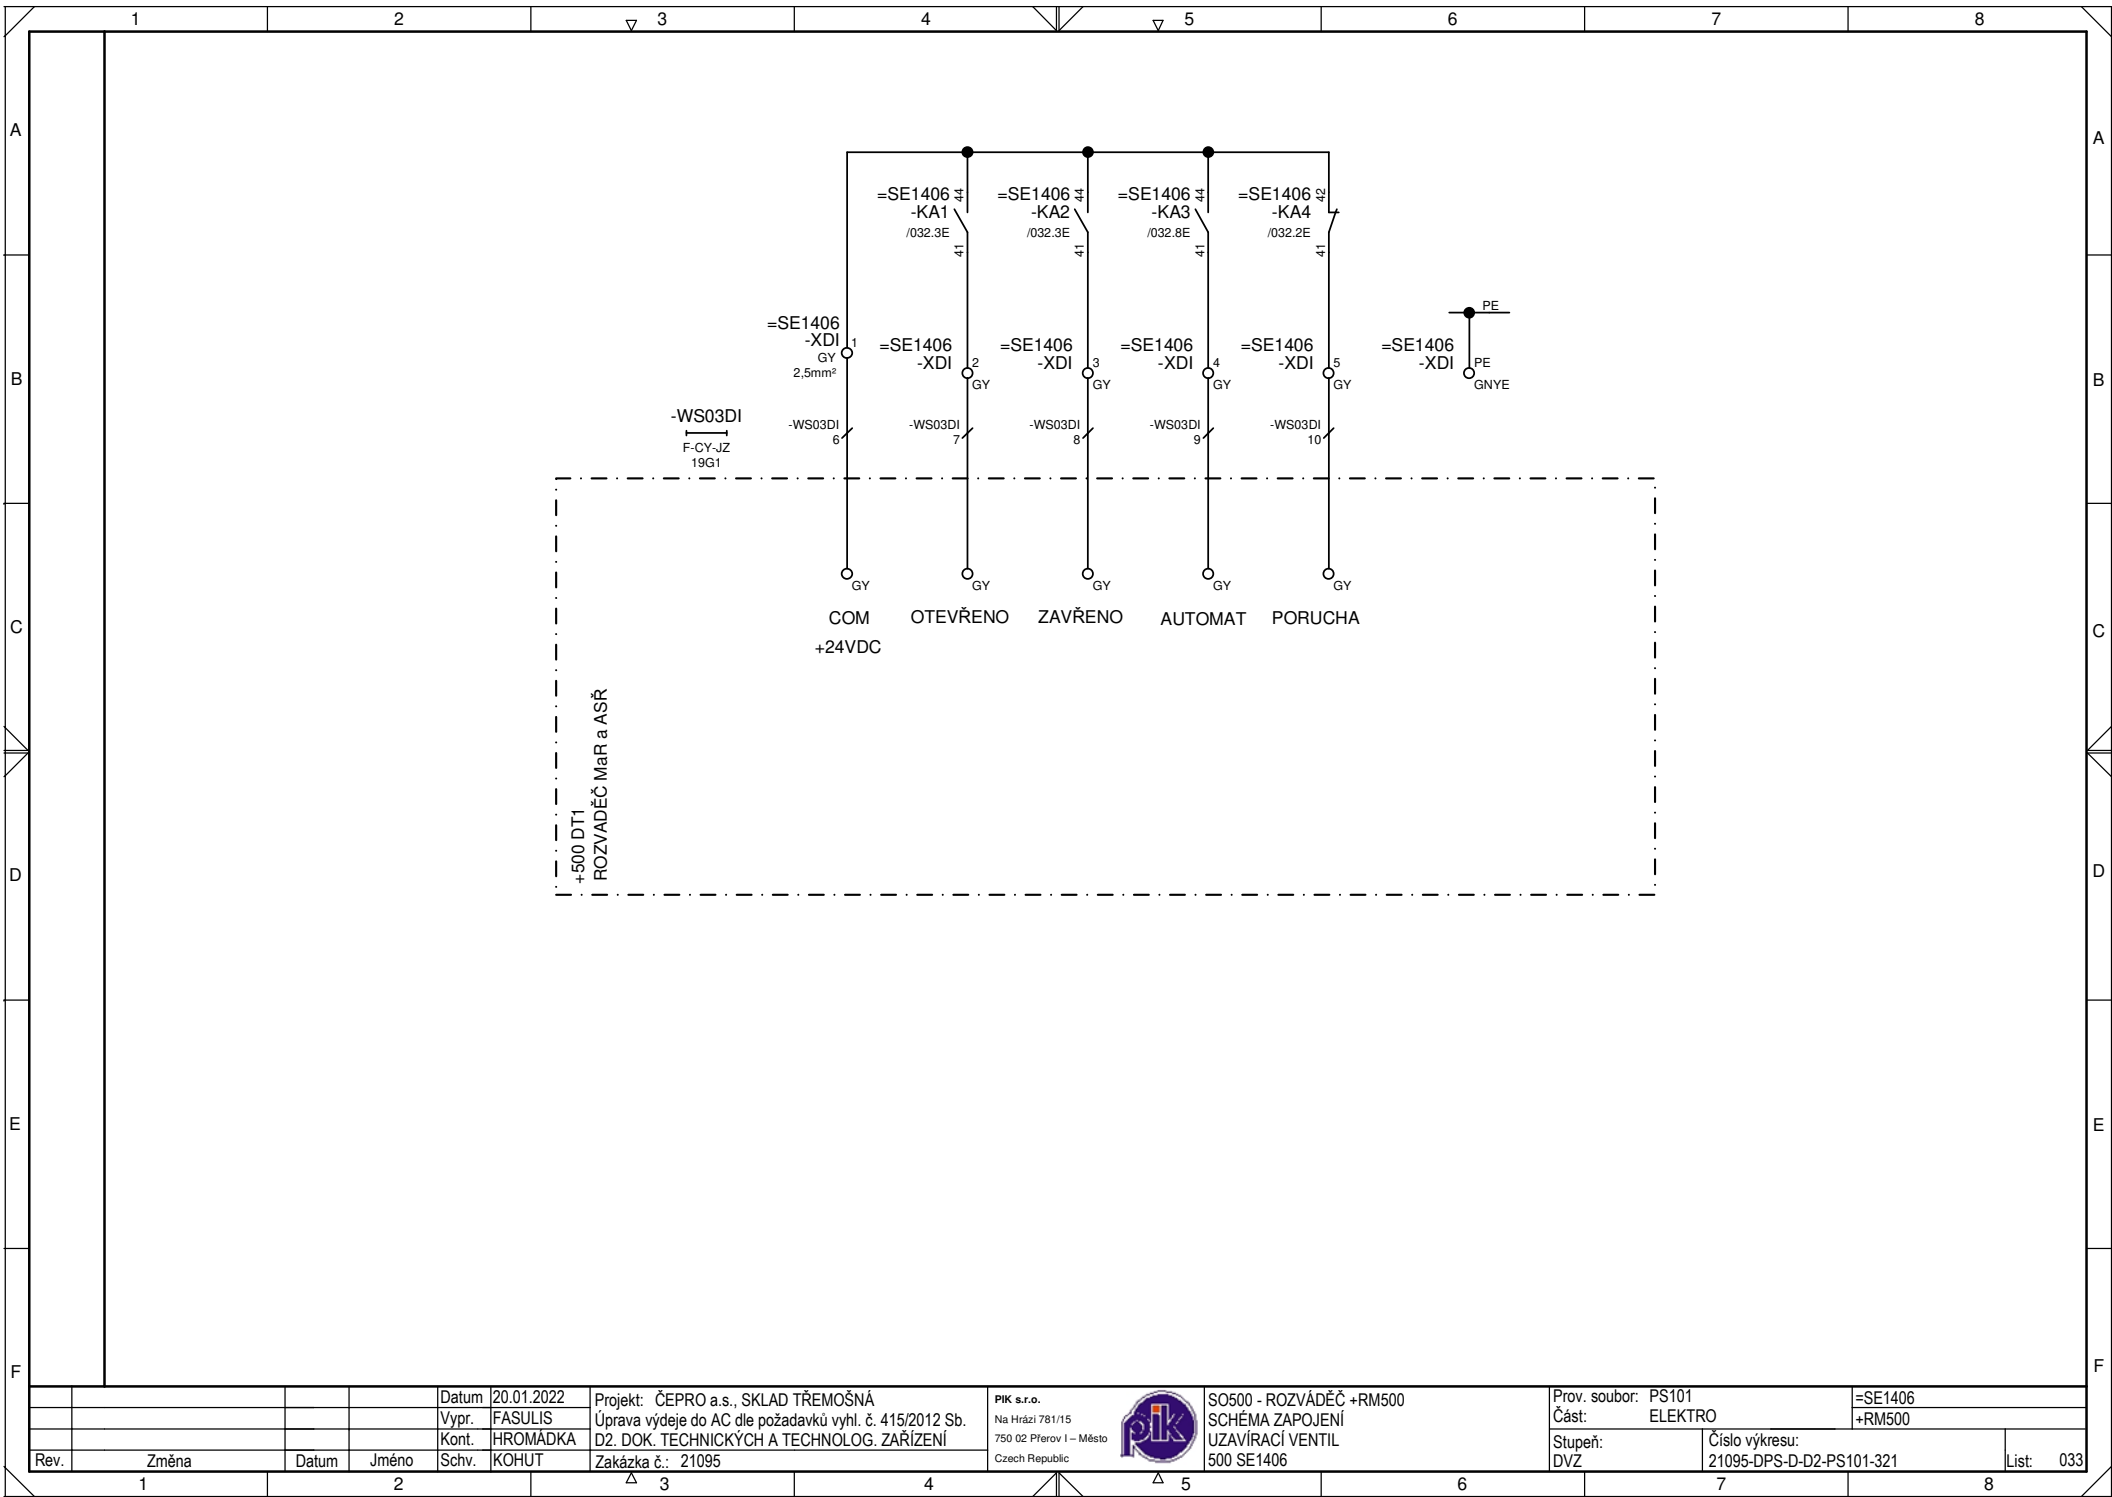 1 2 3 4 5 6 7 8
A A
=SE1406 44 =SE1406 44 =SE1406 44 =SE1406 42
-KA1 -KA2 -KA3 -KA4
/032.3E /032.3E /032.8E /032.2E
41 41 41 41
PE
=SE1406
-XDI 1
GY
2,5mm²
=SE1406 =SE1406 =SE1406 =SE1406 =SE1406
-XDI 2 -XDI 3 -XDI 4 -XDI 5 -XDI PE
GY GY GY GY GNYE
B B
-WS03DI
F-CY-JZ
19G1
-WS03DI -WS03DI -WS03DI -WS03DI -WS03DI
6 7 8 9 10
GY GY GY GY GY
COM OTEVŘENO ZAVŘENO AUTOMAT PORUCHA
+24VDC
C C
+500 DT1
ROZVADĚČ MaR a ASŘ
D D
E E
F F
Rev. Změna Datum Jméno
Datum 20.01.2022
Vypr. FASULIS
Kont. HROMÁDKA
Schv. KOHUT
Projekt: ČEPRO a.s., SKLAD TŘEMOŠNÁ
Úprava výdeje do AC dle požadavků vyhl. č. 415/2012 Sb.
D2. DOK. TECHNICKÝCH A TECHNOLOG. ZAŘÍZENÍ
Zakázka č.: 21095
PIK s.r.o.
Na Hrázi 781/15
750 02 Přerov I – Město
Czech Republic
pik
SO500 - ROZVÁDĚČ +RM500
SCHÉMA ZAPOJENÍ
UZAVÍRACÍ VENTIL
500 SE1406
Prov. soubor: PS101
Část: ELEKTRO
=SE1406
+RM500
Stupeň:
DVZ
Číslo výkresu:
21095-DPS-D-D2-PS101-321
List: 033
1 2 3 4 5 6 7 8